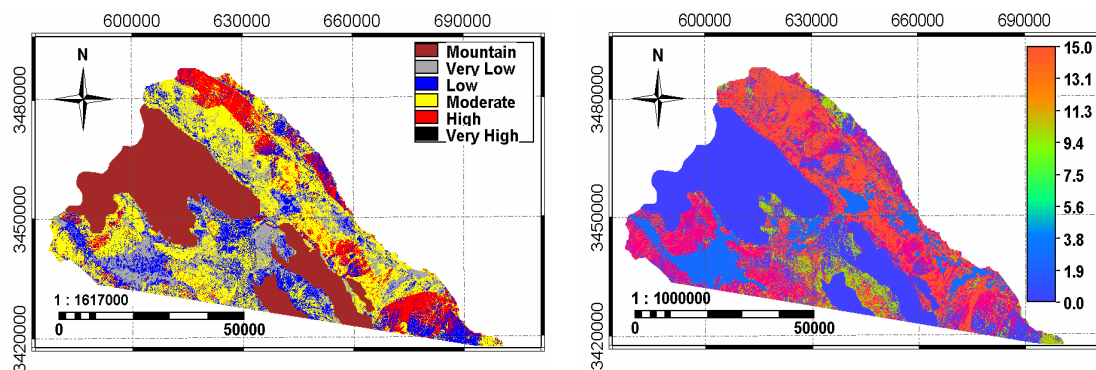 600000 630000 660000 690000
N
3480000
3450000
3420000
Mountain
Very Low
Low
Moderate
High
Very High
1 : 1617000
0 50000
600000 630000 660000 690000
N
3480000
3450000
3420000
15.0
13.1
11.3
9.4
7.5
5.6
3.8
1.9
0.0
1 : 1000000
0 50000